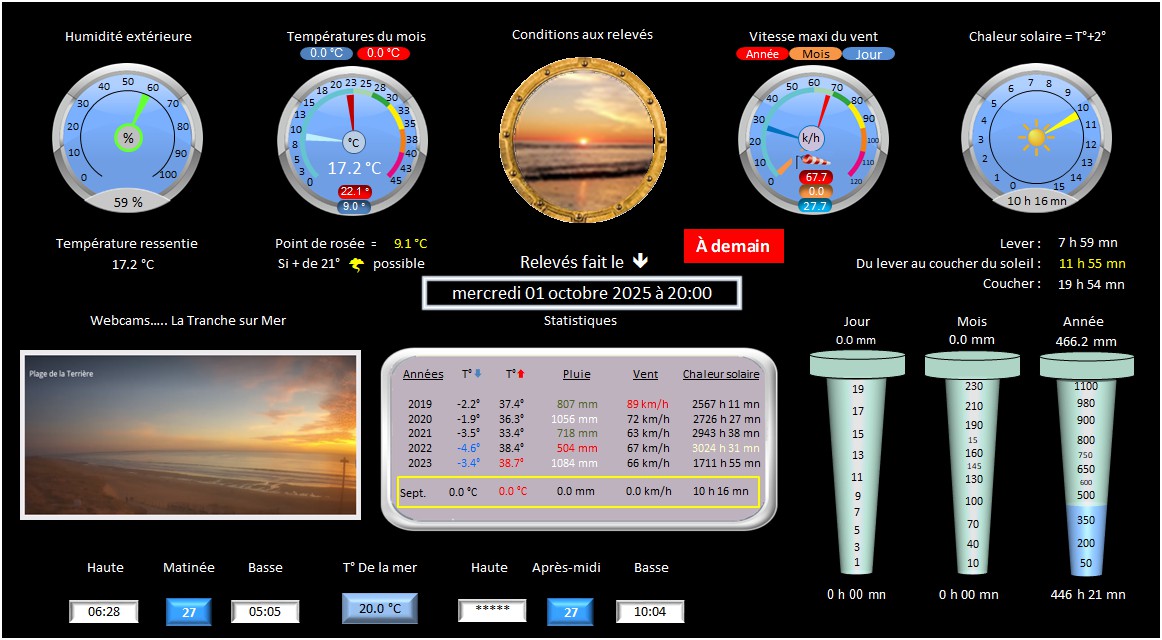 Humidité extérieure
Températures du mois
Conditions aux relevés
Vitesse maxi du vent
Chaleur solaire = T°+2°
0.0 °C 0.0 °C
Année Mois Jour
0 10 20 30 40 50 60 70 80 90 100
%
59 %
0 3 5 8 10 13 15 18 20 23 25 28 30 33 35 38 40 43 45
°C
17.2 °C
22.1 °
9.0 °
0 10 20 30 40 50 60 70 80 90 100 110 120
k/h
67.7
0.0
27.7
0 1 2 3 4 5 6 7 8 9 10 11 12 13 14 15
10 h 16 mn
Température ressentie
17.2 °C
Point de rosée = 9.1 °C
Si + de 21° possible
À demain
Relevés fait le
mercredi 01 octobre 2025 à 20:00
Lever : 7 h 59 mn
Du lever au coucher du soleil : 11 h 55 mn
Coucher : 19 h 54 mn
Webcams..... La Tranche sur Mer
Plage de la Terrière
Statistiques
Années T° T° Pluie Vent Chaleur solaire
2019 -2.2° 37.4° 807 mm 89 km/h 2567 h 11 mn
2020 -1.9° 36.3° 1056 mm 72 km/h 2726 h 27 mn
2021 -3.5° 33.4° 718 mm 63 km/h 2943 h 38 mn
2022 -4.6° 38.4° 504 mm 67 km/h 3024 h 31 mn
2023 -3.4° 38.7° 1084 mm 66 km/h 1711 h 55 mn
Sept. 0.0 °C 0.0 °C 0.0 mm 0.0 km/h 10 h 16 mn
Jour
0.0 mm
19
17
15
13
11
9
7
5
3
1
0 h 00 mn
Mois
0.0 mm
230
210
190
15
160
145
130
100
70
40
10
0 h 00 mn
Année
466.2 mm
1100
980
900
800
750
650
600
500
350
200
50
446 h 21 mn
Haute Matinée Basse T° De la mer Haute Après-midi Basse
06:28 27 05:05 20.0 °C ***** 27 10:04